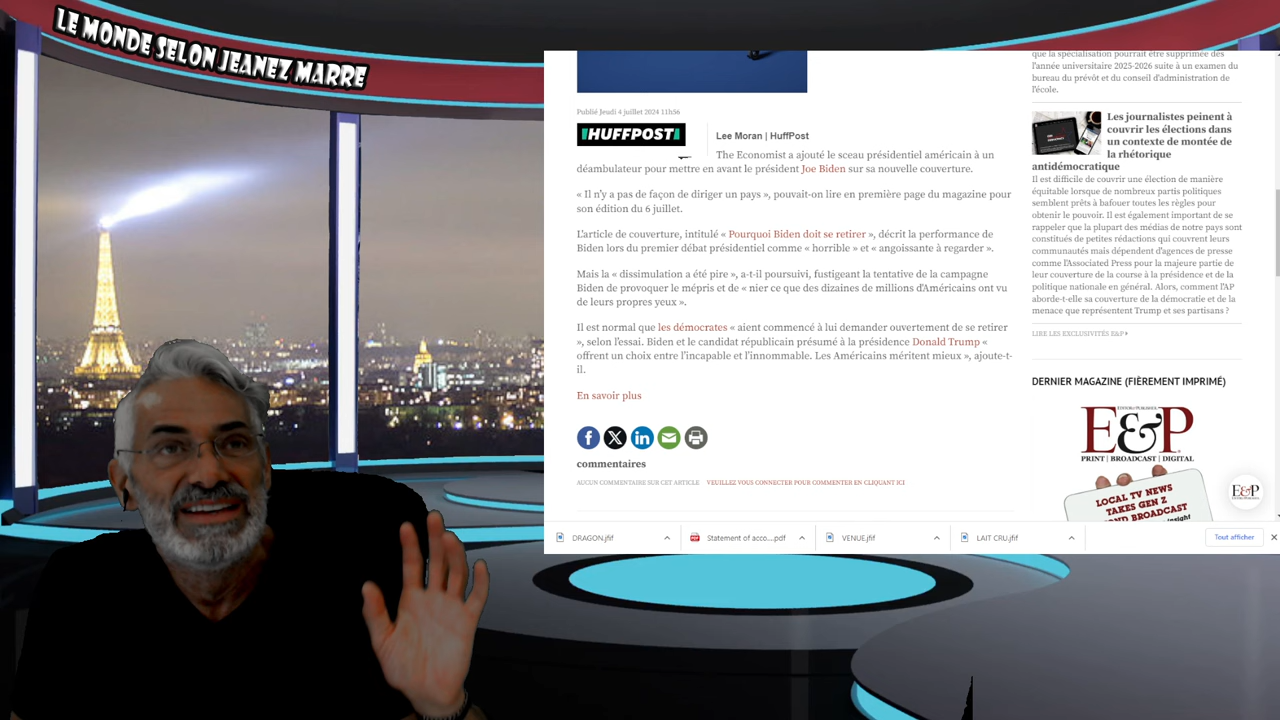 LE MONDE SELON JEANEZ MARRE
Publié Jeudi 4 juillet 2024 11h56
HUFFPOST
Lee Moran | HuffPost
The Economist a ajouté le sceau présidentiel américain à un
déambulateur pour mettre en avant le président Joe Biden sur sa nouvelle couverture.
« Il n'y a pas de façon de diriger un pays », pouvait-on lire en première page du magazine pour
son édition du 6 juillet.
L'article de couverture, intitulé « Pourquoi Biden doit se retirer », décrit la performance de
Biden lors du premier débat présidentiel comme « horrible » et « angoissante à regarder ».
Mais la « dissimulation a été pire », a-t-il poursuivi, fustigeant la tentative de la campagne
Biden de provoquer le mépris et de « nier ce que des dizaines de millions d'Américains ont vu
de leurs propres yeux ».
Il est normal que les démocrates « aient commencé à lui demander ouvertement de se retirer
», selon l'essai. Biden et le candidat républicain présumé à la présidence Donald Trump «
offrent un choix entre l'incapable et l'innommable. Les Américains méritent mieux », ajoute-t-
il.
En savoir plus
commentaires
AUCUN COMMENTAIRE SUR CET ARTICLE VEUILLEZ VOUS CONNECTER POUR COMMENTER EN CLIQUANT ICI
que la spécialisation pourrait être supprimée dès
l'année universitaire 2025-2026 suite à un examen du
bureau du prévôt et du conseil d'administration de
l'école.
Les journalistes peinent à
couvrir les élections dans
un contexte de montée de
la rhétorique
antidémocratique
Il est difficile de couvrir une élection de manière
équitable lorsque de nombreux partis politiques
semblent prêts à bafouer toutes les règles pour
obtenir le pouvoir. Il est également important de se
rappeler que la plupart des médias de notre pays sont
constitués de petites rédactions qui couvrent leurs
communautés mais dépendent d'agences de presse
comme l'Associated Press pour la majeure partie de
leur couverture de la course à la présidence et de la
politique nationale en général. Alors, comment l'AP
aborde-t-elle sa couverture de la démocratie et de la
menace que représentent Trump et ses partisans ?
LIRE LES EXCLUSIVITÉS E&P
DERNIER MAGAZINE (FIÈREMENT IMPRIMÉ)
E&P
PRINT | BROADCAST | DIGITAL
LOCAL TV NEWS
TAKES GEN Z
BROADCAST
E&P
DRAGON.jfif
Statement of acco....pdf
VENUE.jfif
LAIT CRU.jfif
Tout afficher